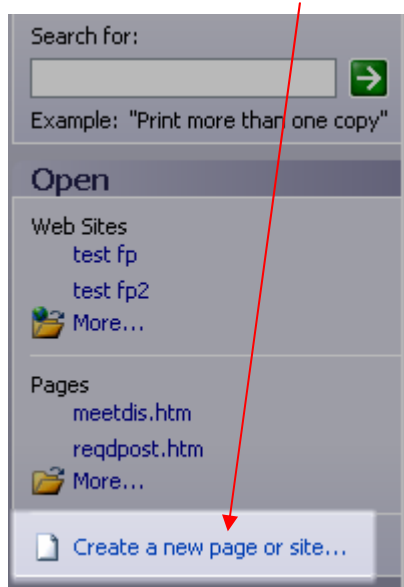 Search for:
Example: "Print more than one copy"
Open
Web Sites
test fp
test fp2
More...
Pages
meetdis.htm
reqdpost.htm
More...
Create a new page or site...